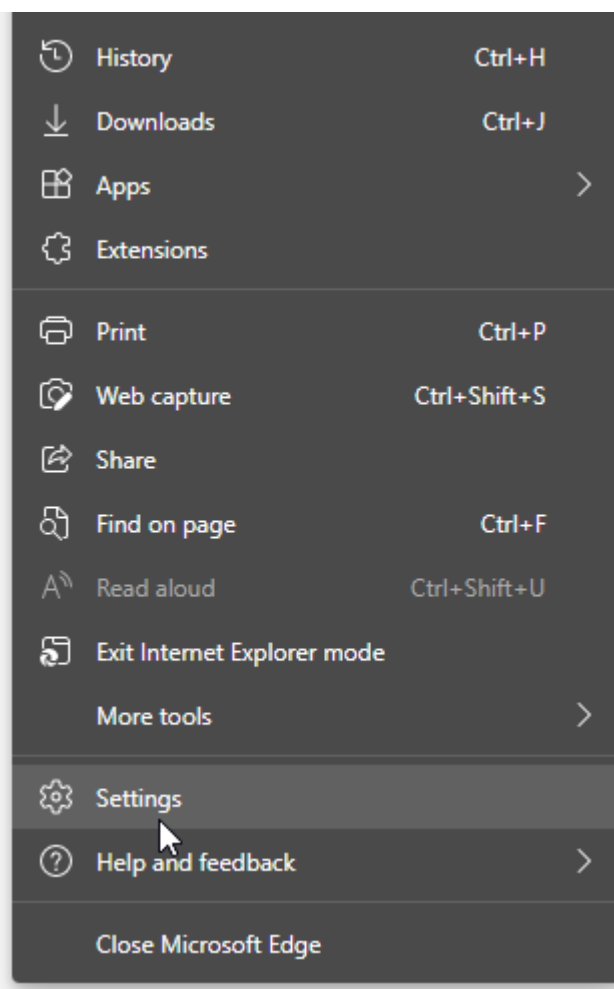 History Ctrl+H
Downloads Ctrl+J
Apps
Extensions
Print Ctrl+P
Web capture Ctrl+Shift+S
Share
Find on page Ctrl+F
Read aloud Ctrl+Shift+U
Exit Internet Explorer mode
More tools
Settings
Help and feedback
Close Microsoft Edge